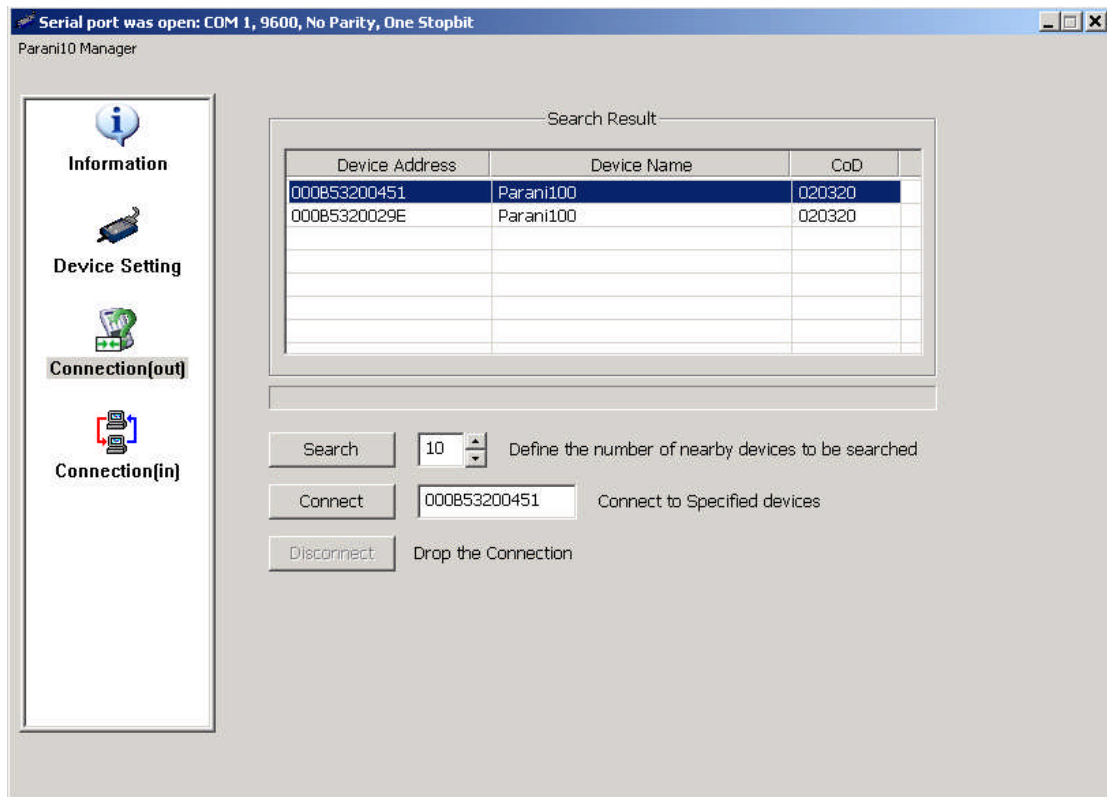 Serial port was open: COM 1, 9600, No Parity, One Stopbit
Parani10 Manager
Information
Device Setting
Connection(out)
Connection(in)
Search Result
Device Address Device Name CoD
000B53200451 Parani100 020320
000B5320029E Parani100 020320
Search 10 Define the number of nearby devices to be searched
Connect 000B53200451 Connect to Specified devices
Disconnect Drop the Connection